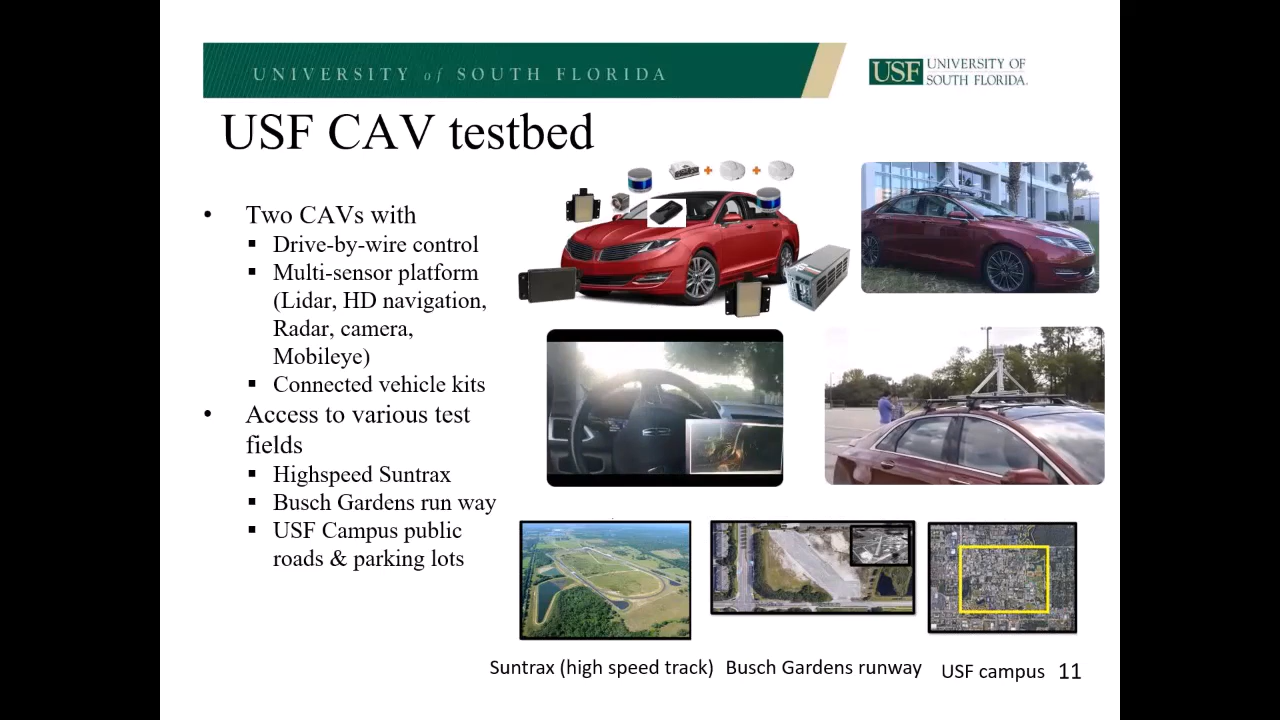 UNIVERSITY of SOUTH FLORIDA
USF UNIVERSITY OF
SOUTH FLORIDA.
USF CAV testbed
• Two CAVs with
▪ Drive-by-wire control
▪ Multi-sensor platform
(Lidar, HD navigation,
Radar, camera,
Mobileye)
▪ Connected vehicle kits
• Access to various test
fields
▪ Highspeed Suntrax
▪ Busch Gardens run way
▪ USF Campus public
roads & parking lots
+ +
Suntrax (high speed track) Busch Gardens runway USF campus 11